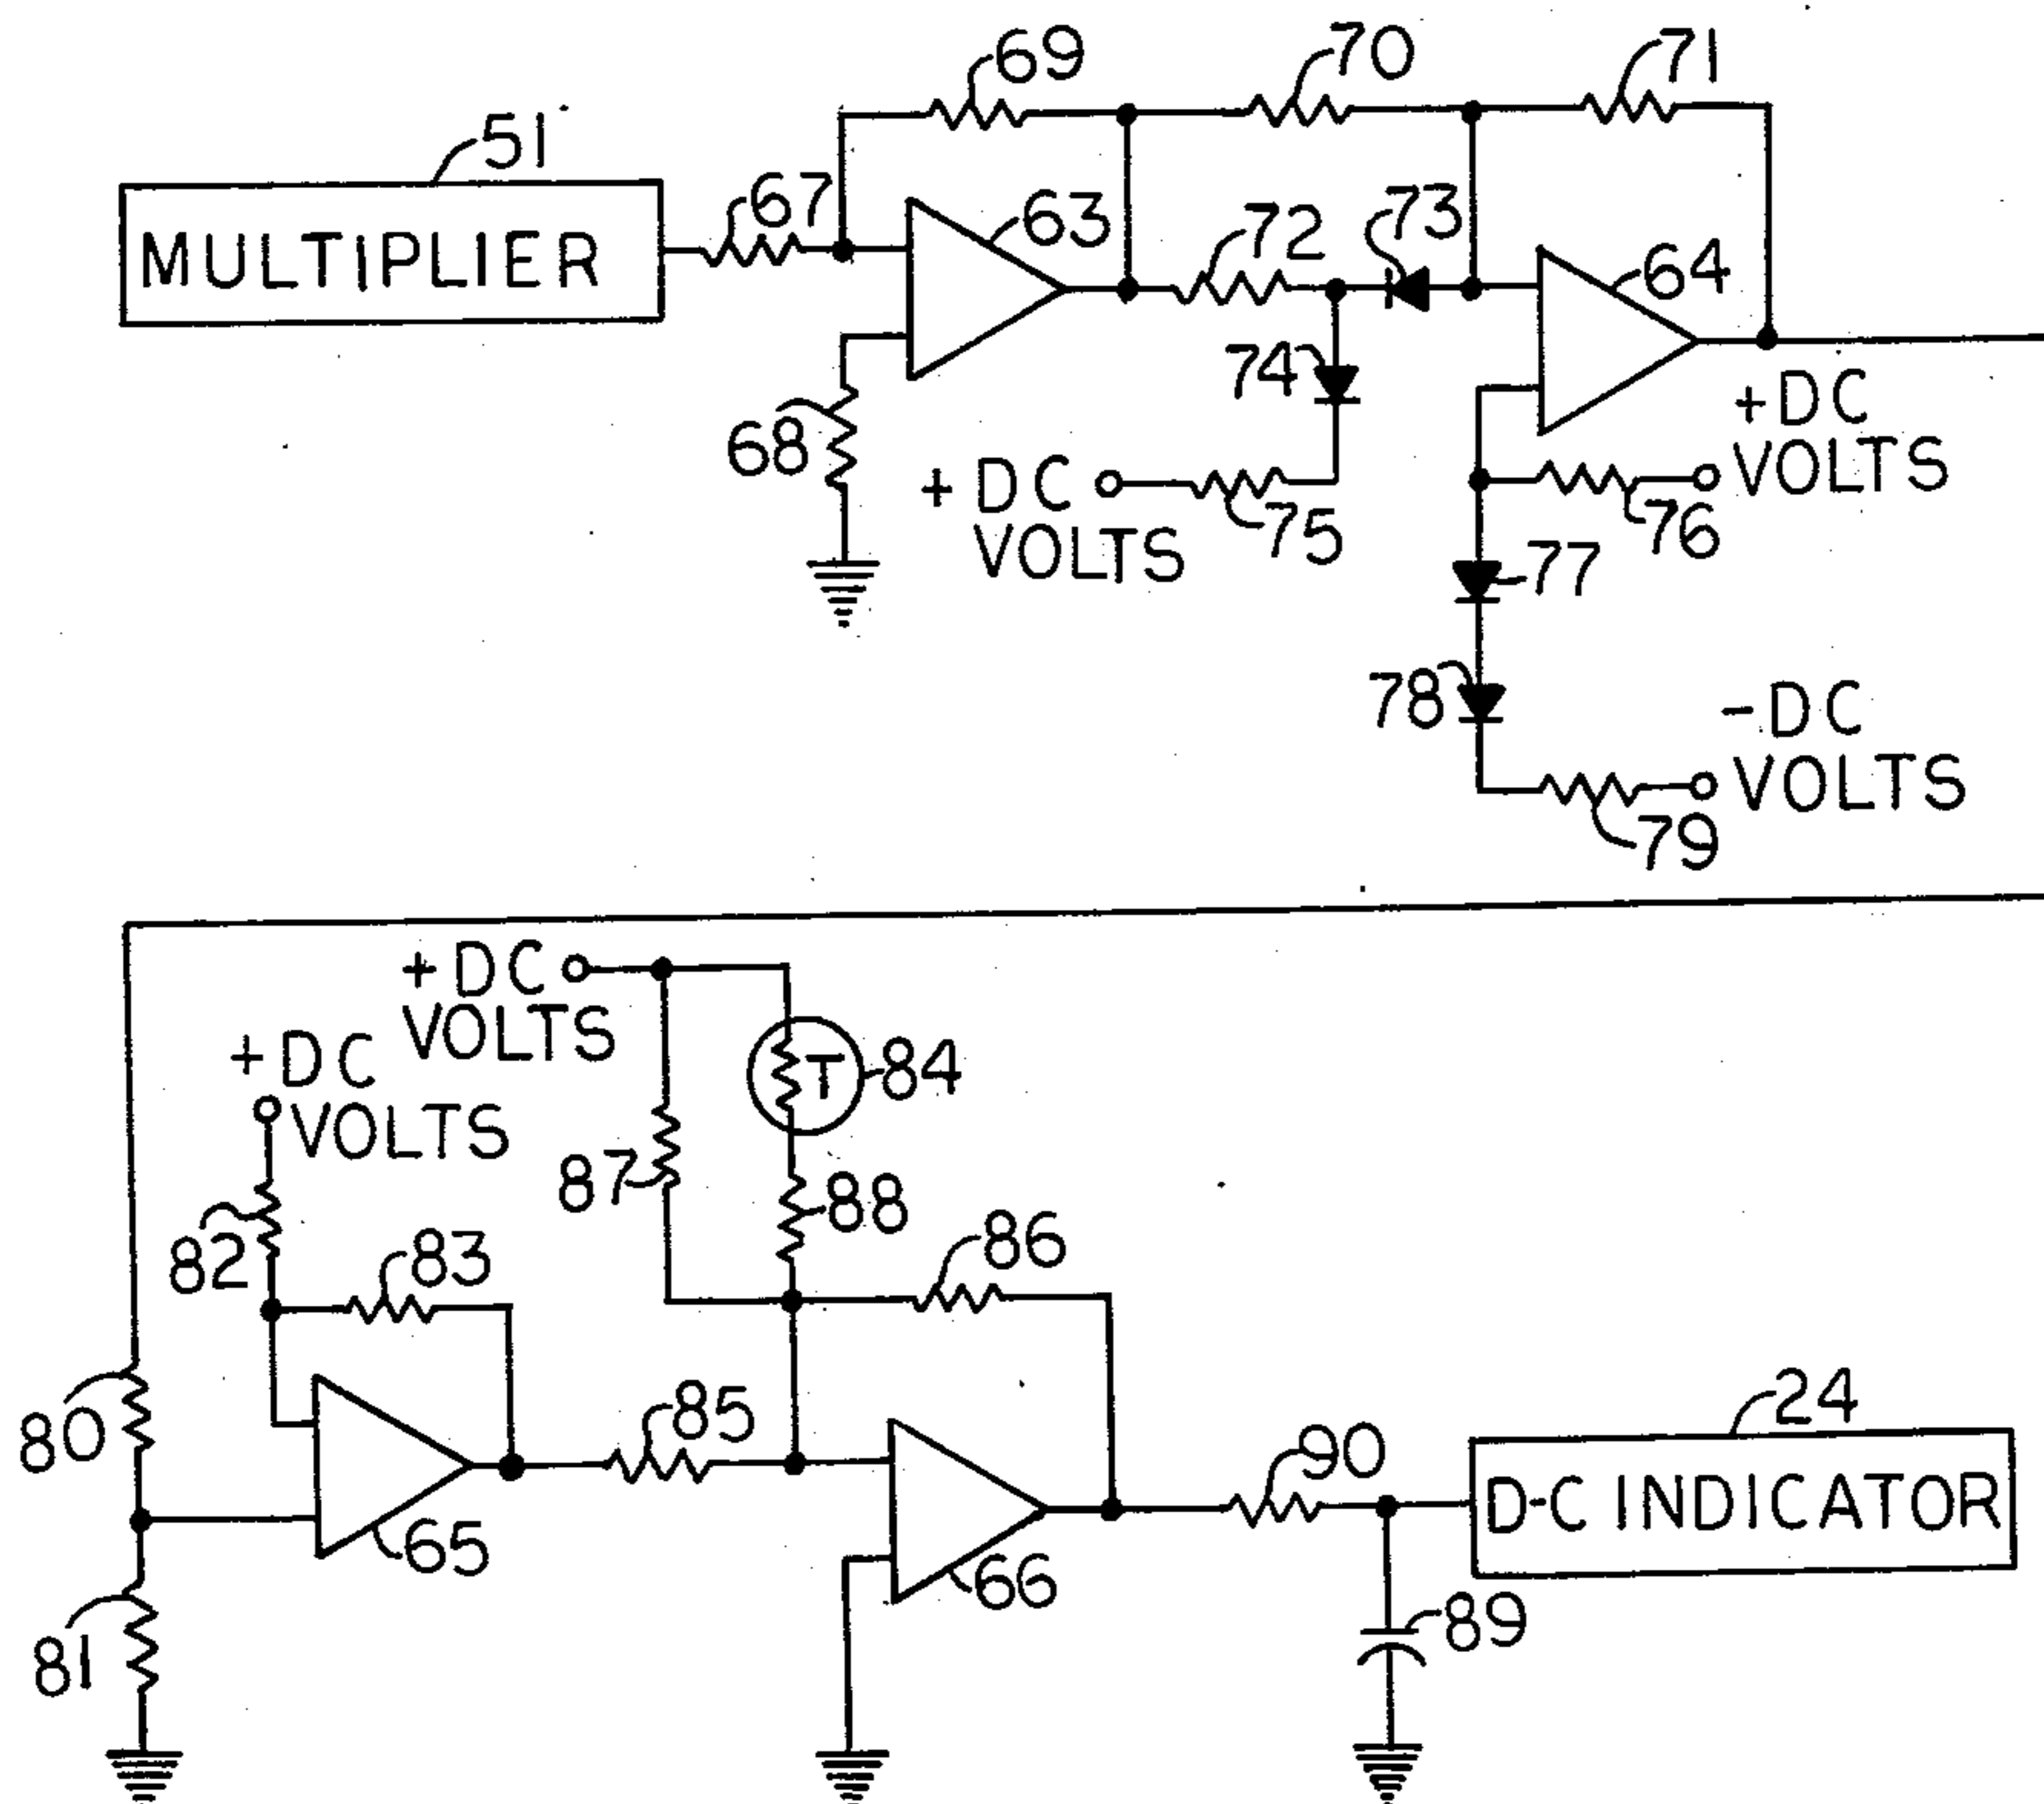 69
70
71
51
67
63
72
73
64
MULTIPLIER
74
+DC
VOLTS
68
+DC
VOLTS
75
76
77
78
-DC
VOLTS
79
+DC
VOLTS
+DC
VOLTS
84
87
88
82
83
86
80
85
90
24
D-C INDICATOR
65
66
89
81